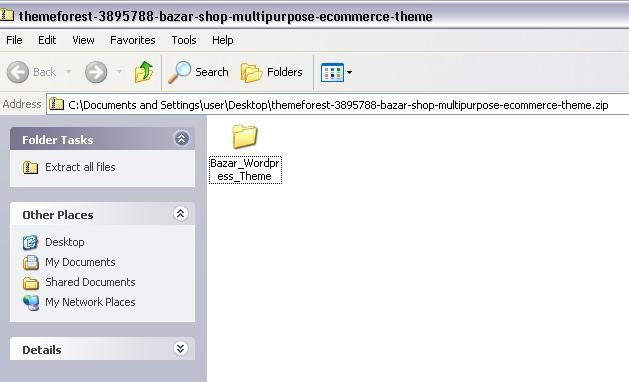 themeforest-3895788-bazar-shop-multipurpose-ecommerce-theme
File Edit View Favorites Tools Help
Back Search Folders
Address C:\Documents and Settings\user\Desktop\themeforest-3895788-bazar-shop-multipurpose-ecommerce-theme.zip
Folder Tasks
Extract all files
Other Places
Desktop
My Documents
Shared Documents
My Network Places
Details
Bazar_Wordpr
ess_Theme